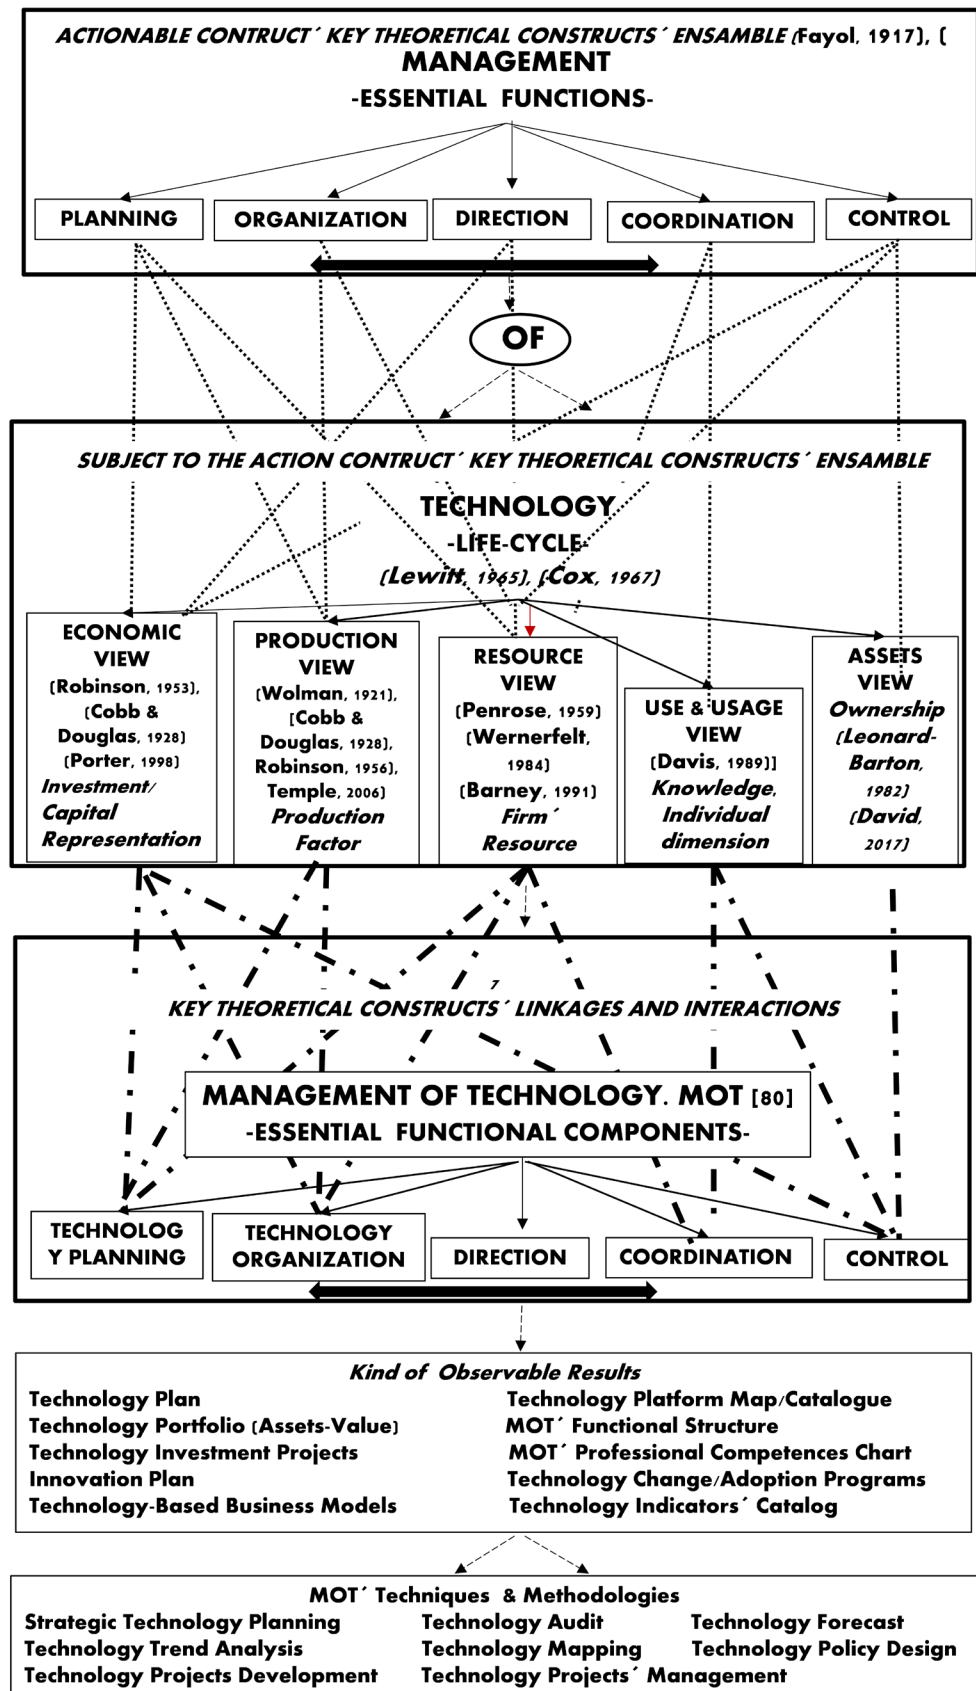 ACTIONABLE CONTRUCT´ KEY THEORETICAL CONSTRUCTS´ ENSAMBLE (Fayol, 1917), (
MANAGEMENT
-ESSENTIAL FUNCTIONS-
PLANNING
ORGANIZATION
DIRECTION
COORDINATION
CONTROL
OF
SUBJECT TO THE ACTION CONTRUCT´ KEY THEORETICAL CONSTRUCTS´ ENSAMBLE
TECHNOLOGY
-LIFE-CYCLE-
(Lewitt, 1965), (Cox, 1967)
ECONOMIC
VIEW
(Robinson, 1953),
(Cobb &
Douglas, 1928)
(Porter, 1998)
Investment/
Capital
Representation
PRODUCTION
VIEW
(Wolman, 1921),
(Cobb &
Douglas, 1928),
Robinson, 1956),
Temple, 2006)
Production
Factor
RESOURCE
VIEW
(Penrose, 1959)
(Wernerfelt,
1984)
(Barney, 1991)
Firm´
Resource
USE & USAGE
VIEW
(Davis, 1989)]
Knowledge,
Individual
dimension
ASSETS
VIEW
Ownership
(Leonard-
Barton,
1982)
(David,
2017)
7
KEY THEORETICAL CONSTRUCTS´ LINKAGES AND INTERACTIONS
MANAGEMENT OF TECHNOLOGY. MOT [80]
-ESSENTIAL FUNCTIONAL COMPONENTS-
TECHNOLOG
Y PLANNING
TECHNOLOGY
ORGANIZATION
DIRECTION
COORDINATION
CONTROL
Kind of Observable Results
Technology Plan
Technology Portfolio (Assets-Value)
Technology Investment Projects
Innovation Plan
Technology-Based Business Models
Technology Platform Map/Catalogue
MOT´ Functional Structure
MOT´ Professional Competences Chart
Technology Change/Adoption Programs
Technology Indicators´ Catalog
MOT´ Techniques & Methodologies
Strategic Technology Planning
Technology Trend Analysis
Technology Projects Development
Technology Audit
Technology Mapping
Technology Projects´ Management
Technology Forecast
Technology Policy Design